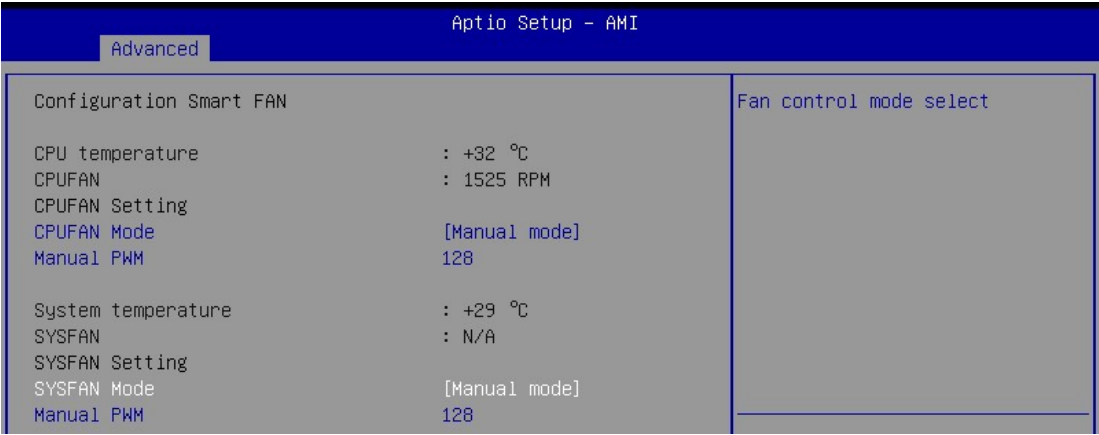 Aptio Setup – AMI
Advanced
Configuration Smart FAN
Fan control mode select
CPU temperature : +32 °C
CPUFAN : 1525 RPM
CPUFAN Setting
CPUFAN Mode [Manual mode]
Manual PWM 128
System temperature : +29 °C
SYSFAN : N/A
SYSFAN Setting
SYSFAN Mode [Manual mode]
Manual PWM 128